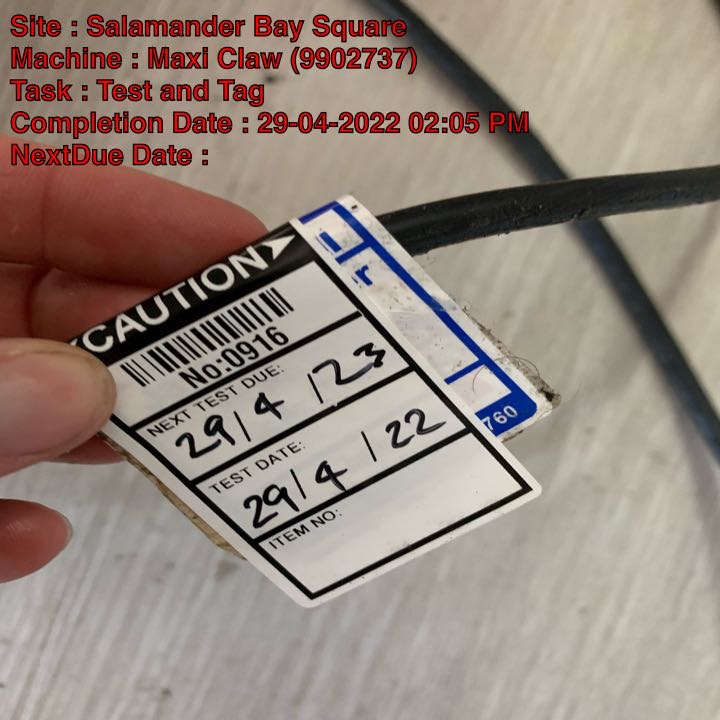 Site : Salamander Bay Square
Machine : Maxi Claw (9902737)
Task : Test and Tag
Completion Date : 29-04-2022 02:05 PM
NextDue Date :
CAUTION
No:0916
NEXT TEST DUE:
29/4/23
TEST DATE:
29/4/22
ITEM NO:
r
760